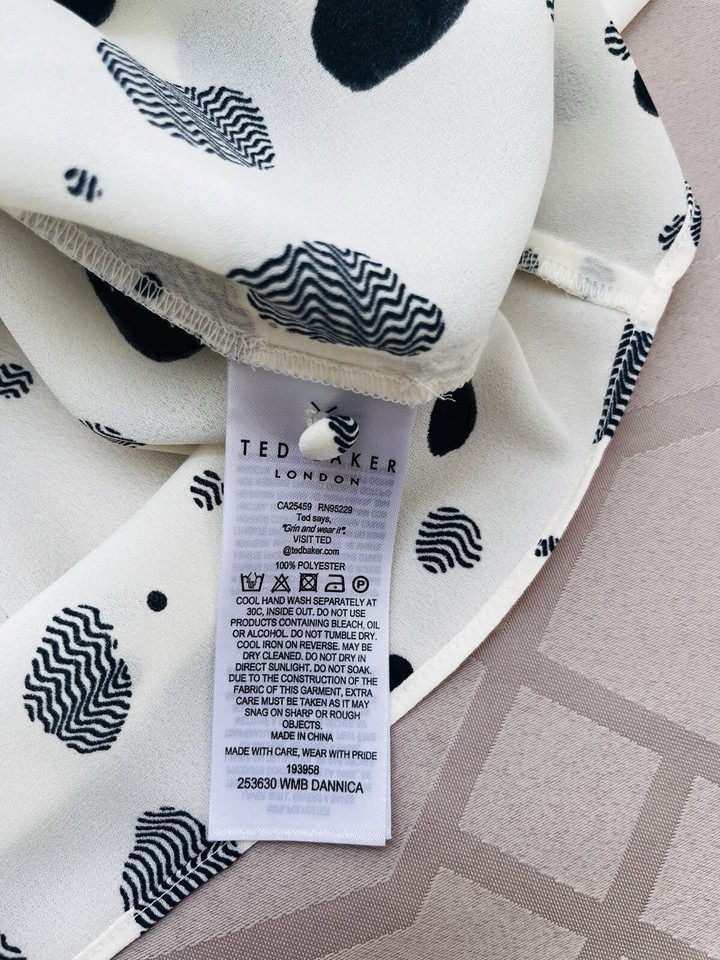 TED BAKER
LONDON
CA25459 RN95229
Ted says,
"Grin and wear it".
VISIT TED
@tedbaker.com
100% POLYESTER
COOL HAND WASH SEPARATELY AT
30C, INSIDE OUT. DO NOT USE
PRODUCTS CONTAINING BLEACH, OIL
OR ALCOHOL. DO NOT TUMBLE DRY.
COOL IRON ON REVERSE. MAY BE
DRY CLEANED. DO NOT DRY IN
DIRECT SUNLIGHT. DO NOT SOAK.
DUE TO THE CONSTRUCTION OF THE
FABRIC OF THIS GARMENT, EXTRA
CARE MUST BE TAKEN AS IT MAY
SNAG ON SHARP OR ROUGH
OBJECTS.
MADE IN CHINA
MADE WITH CARE, WEAR WITH PRIDE
193958
253630 WMB DANNICA